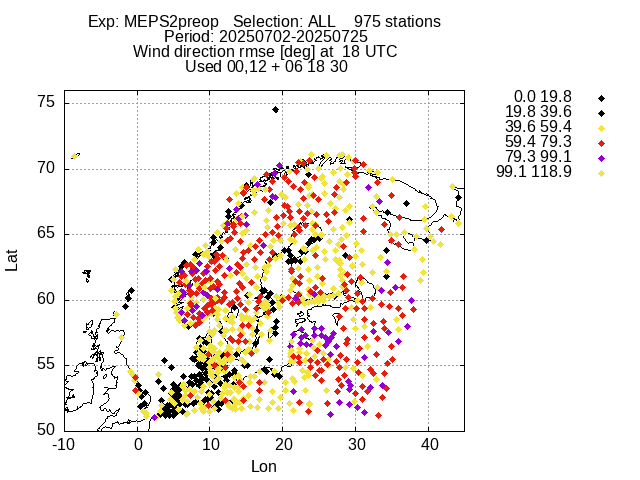 Exp: MEPS2preop   Selection: ALL    975 stations
Period: 20250702-20250725
Wind direction rmse [deg] at  18 UTC
Used 00,12 + 06 18 30
0.0 19.8
19.8 39.6
39.6 59.4
59.4 79.3
79.3 99.1
99.1 118.9
75
70
65
60
55
50
Lat
-10 0 10 20 30 40
Lon